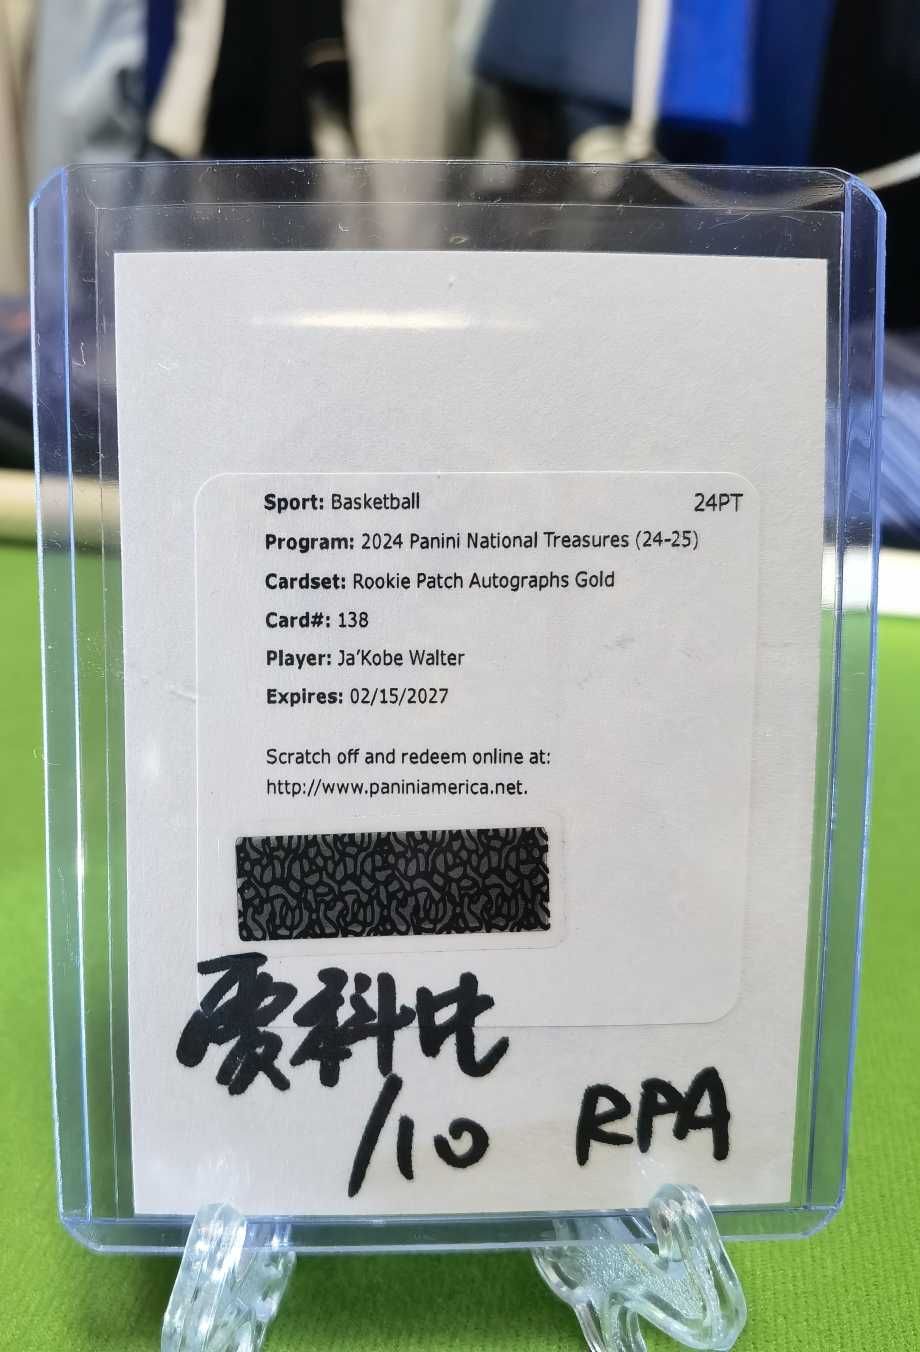 Sport: Basketball 24PT
Program: 2024 Panini National Treasures (24-25)
Cardset: Rookie Patch Autographs Gold
Card#: 138
Player: Ja'Kobe Walter
Expires: 02/15/2027
Scratch off and redeem online at:
http://www.paniniamerica.net.
贾科比
/10 RPA